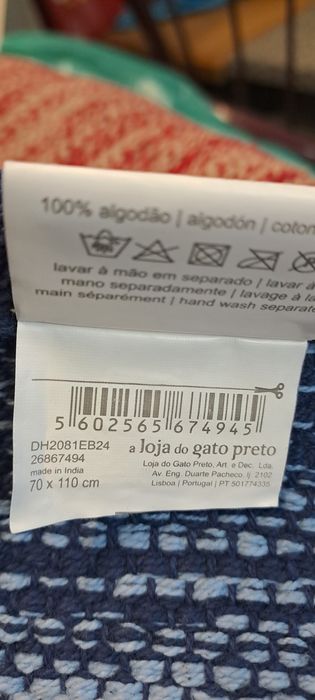 100% algodão | algodón | coton
lavar à mão em separado | lavar à
mano separadamente | lavage à la
main séparément | hand wash separate
5 602565 674945
DH2081EB24
26867494
made in India
70 x 110 cm
a loja do gato preto
Loja do Gato Preto, Art. e Dec. Lda.
Av. Eng. Duarte Pacheco, lj. 2102
Lisboa | Portugal | PT 501774335